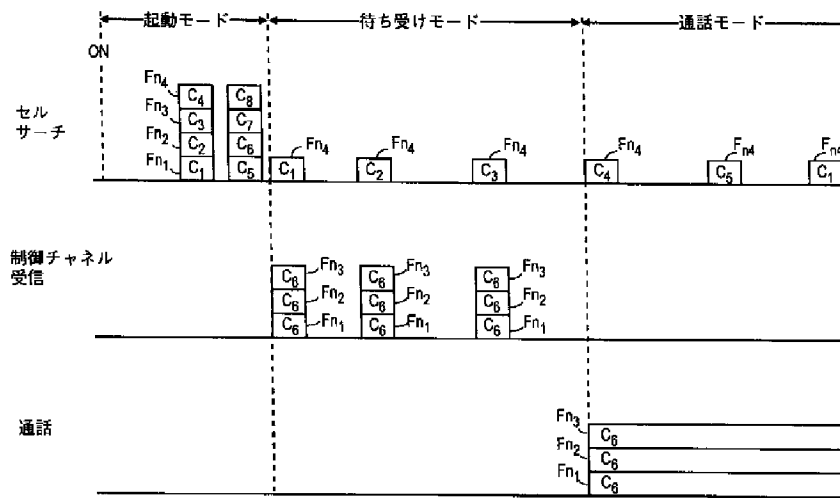 起動モード 待ち受けモード 通話モード
ON
セル
サーチ
Fn4 C4 C8
Fn3 C3 C7
Fn2 C2 C6
Fn1 C1 C5
C1 Fn4 C2 Fn4 C3 Fn4 C4 Fn4 C5 Fn4 C1 Fn4
制御チャネル
受信
C6 Fn3 C6 Fn3 C6 Fn3
C6 Fn2 C6 Fn2 C6 Fn2
C6 Fn1 C6 Fn1 C6 Fn1
通話
Fn3 C6
Fn2 C6
Fn1 C6